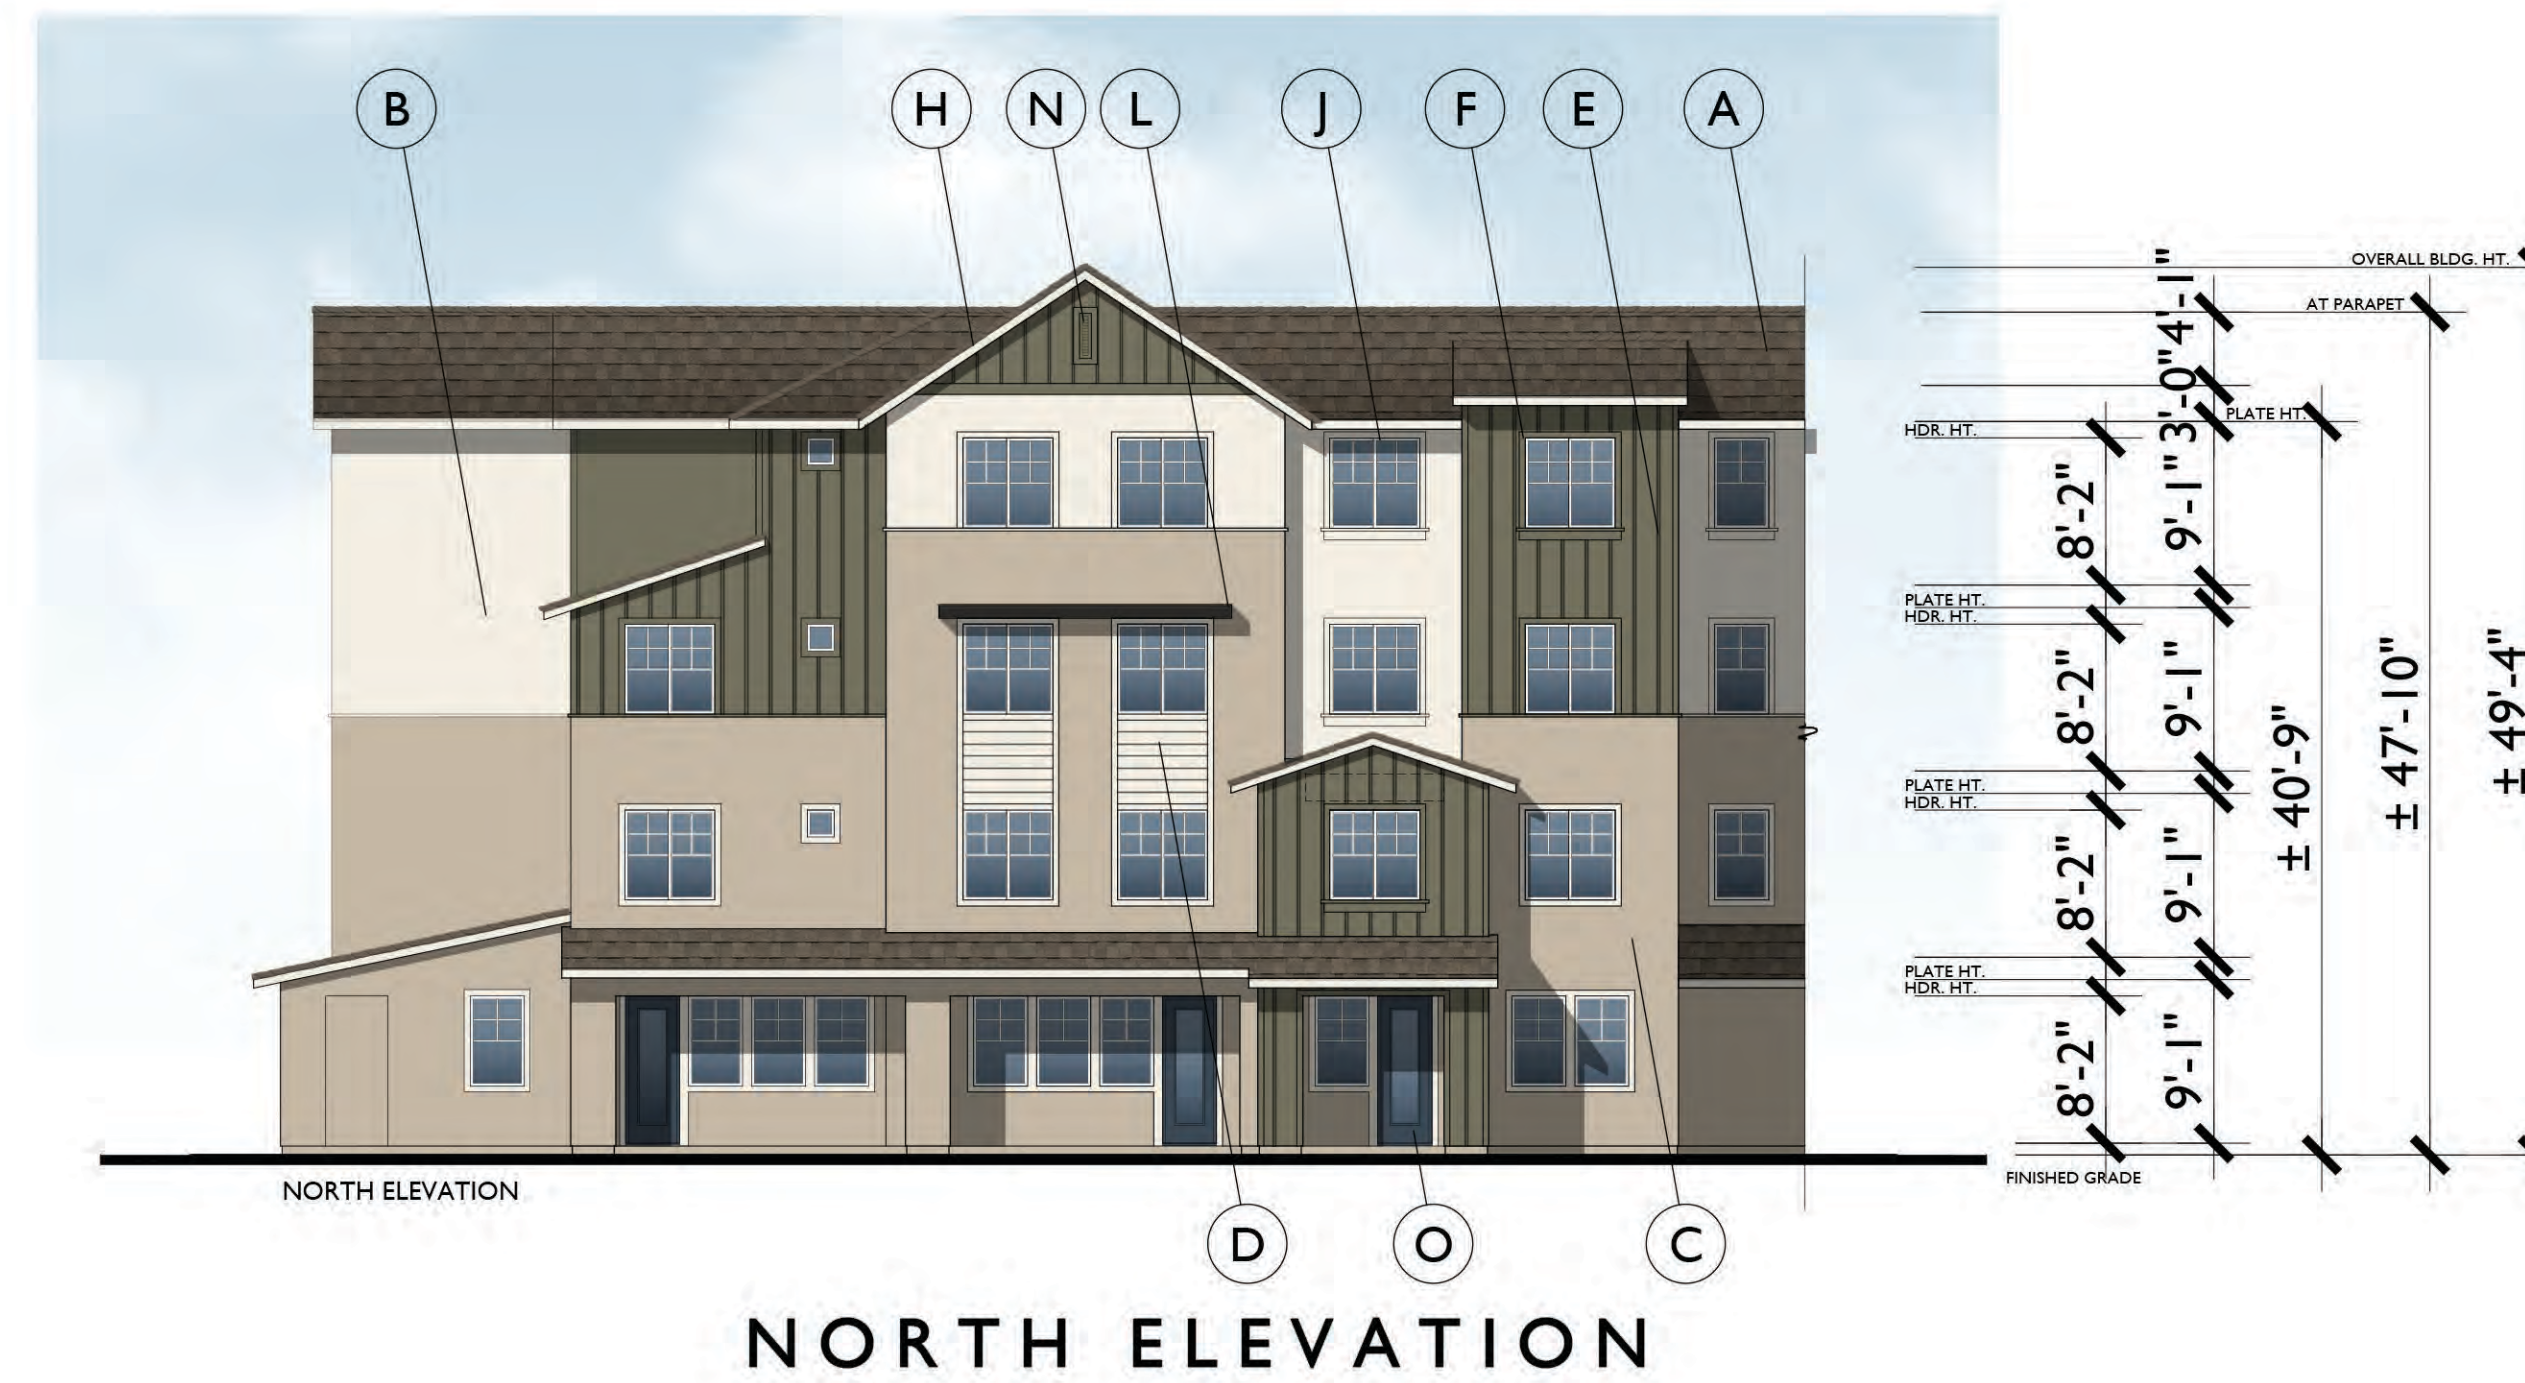 B H N L J F E A
OVERALL BLDG. HT.
AT PARAPET
4'-1"
3'-0"
PLATE HT.
HDR. HT.
8'-2"
9'-1"
PLATE HT.
HDR. HT.
8'-2"
9'-1"
PLATE HT.
HDR. HT.
8'-2"
9'-1"
PLATE HT.
HDR. HT.
8'-2"
9'-1"
± 40'-9"
± 47'-10"
± 49'-4"
FINISHED GRADE
NORTH ELEVATION
D O C
NORTH ELEVATION